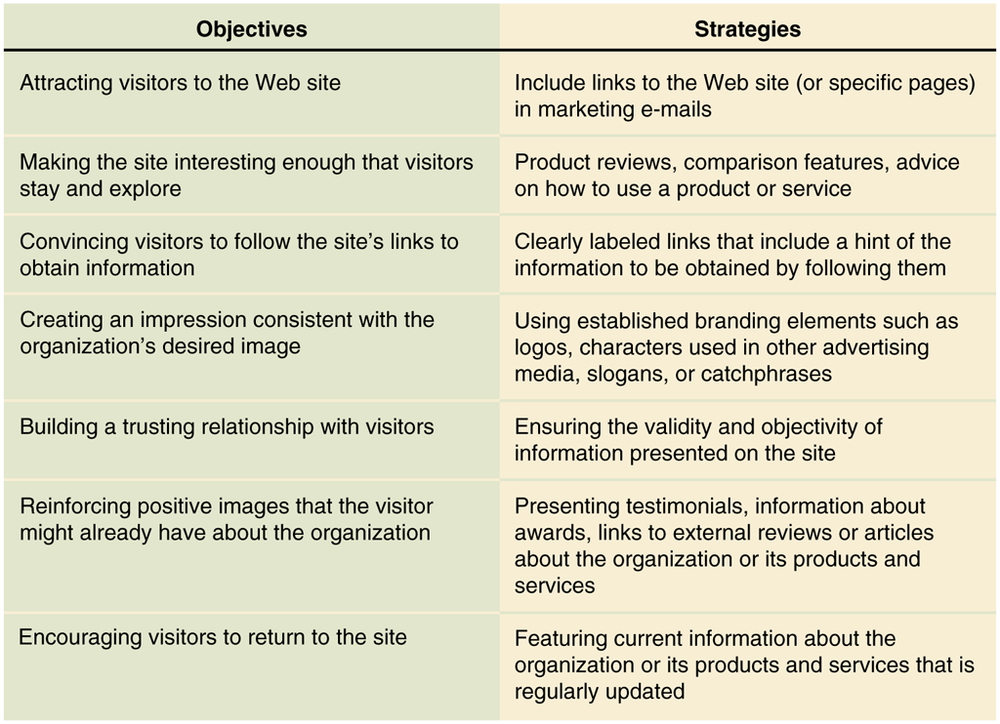 Objectives
Strategies
Attracting visitors to the Web site
Include links to the Web site (or specific pages)
in marketing e-mails
Making the site interesting enough that visitors
stay and explore
Product reviews, comparison features, advice
on how to use a product or service
Convincing visitors to follow the site’s links to
obtain information
Clearly labeled links that include a hint of the
information to be obtained by following them
Creating an impression consistent with the
organization’s desired image
Using established branding elements such as
logos, characters used in other advertising
media, slogans, or catchphrases
Building a trusting relationship with visitors
Ensuring the validity and objectivity of
information presented on the site
Reinforcing positive images that the visitor
might already have about the organization
Presenting testimonials, information about
awards, links to external reviews or articles
about the organization or its products and
services
Encouraging visitors to return to the site
Featuring current information about the
organization or its products and services that is
regularly updated